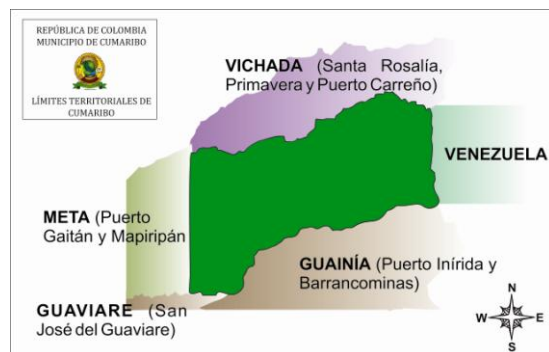 REPÚBLICA DE COLOMBIA
MUNICIPIO DE CUMARIBO
LÍMITES TERRITORIALES DE
CUMARIBO
VICHADA (Santa Rosalía,
Primavera y Puerto Carreño)
VENEZUELA
META (Puerto
Gaitán y Mapiripán
GUAINÍA (Puerto Inírida y
Barrancominas)
GUAVIARE (San
José del Guaviare)
N
W E
S